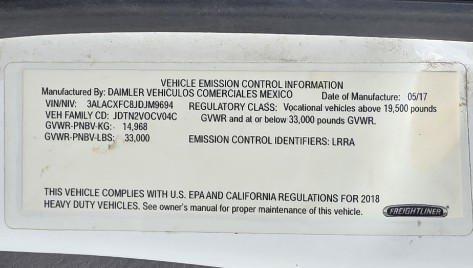 VEHICLE EMISSION CONTROL INFORMATION
Manufactured By: DAIMLER VEHICULOS COMERCIALES MEXICO Date of Manufacture: 05/17
VIN/NIV: 3ALACXFC8JDJM9694 REGULATORY CLASS: Vocational vehicles above 19,500 pounds
VEH FAMILY CD: JDTN2VOCV04C GVWR and at or below 33,000 pounds GVWR.
GVWR-PNBV-KG: 14,968
GVWR-PNBV-LBS: 33,000 EMISSION CONTROL IDENTIFIERS: LRRA
THIS VEHICLE COMPLIES WITH U.S. EPA AND CALIFORNIA REGULATIONS FOR 2018
HEAVY DUTY VEHICLES. See owner's manual for proper maintenance of this vehicle. FREIGHTLINER